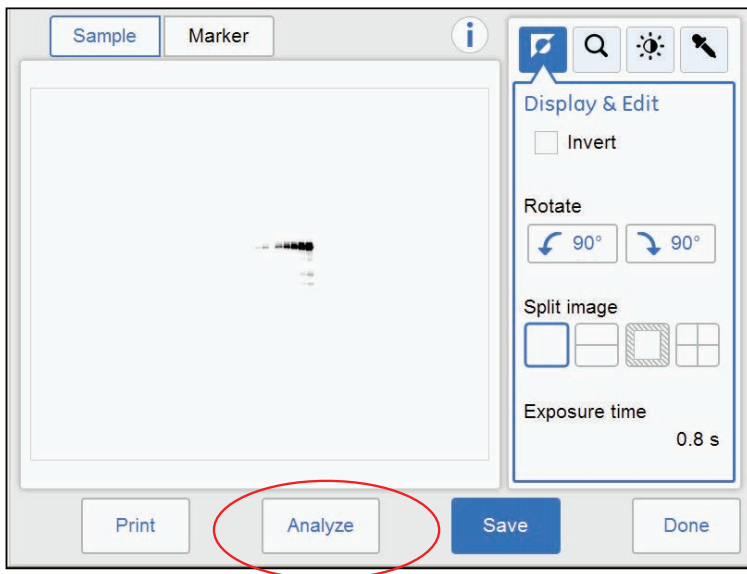 Sample Marker i
Display & Edit
Invert
Rotate
90° 90°
Split image
Exposure time
0.8 s
Print Analyze Save Done